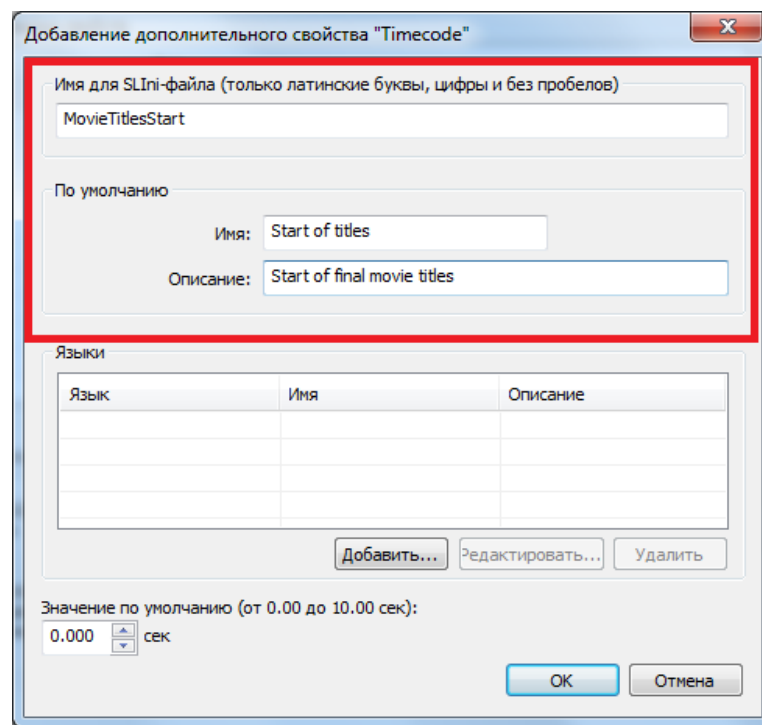 Добавление дополнительного свойства "Timecode"
Имя для SLIni-файла (только латинские буквы, цифры и без пробелов)
MovieTitlesStart
По умолчанию
Имя: Start of titles
Описание: Start of final movie titles
Языки
Язык Имя Описание
Добавить... Редактировать... Удалить
Значение по умолчанию (от 0.00 до 10.00 сек):
0.000 сек
OK Отмена